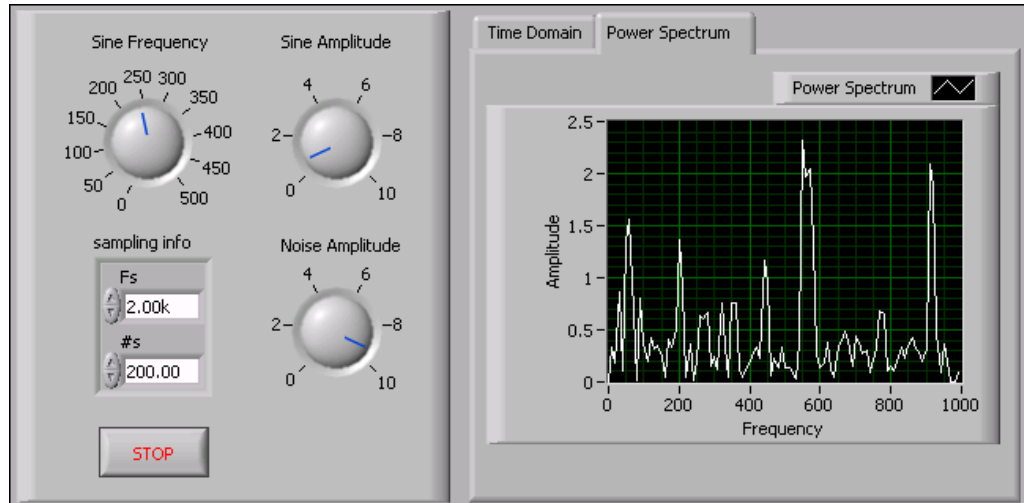 Sine Frequency
0
50
100
150
200
250
300
350
400
450
500
Sine Amplitude
0
2
4
6
8
10
sampling info
Fs
2.00k
#s
200.00
Noise Amplitude
0
2
4
6
8
10
STOP
Time Domain
Power Spectrum
Power Spectrum
Amplitude
2.5
2
1.5
1
0.5
0
0 200 400 600 800 1000
Frequency